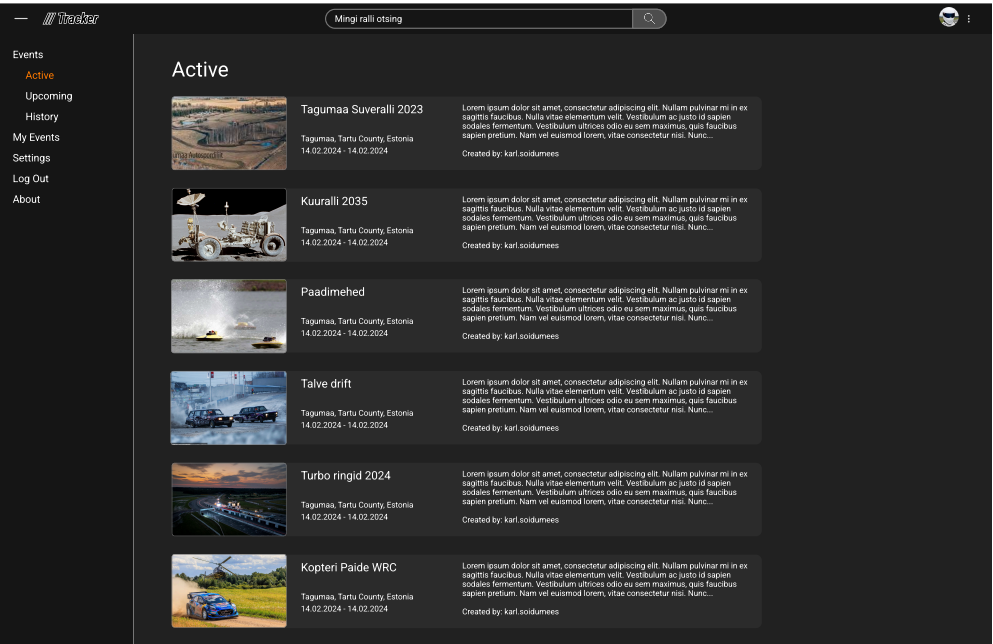 /// Tracker
Mingi ralli otsing
Events
Active
Upcoming
History
My Events
Settings
Log Out
About
Active
Tagumaa Suveralli 2023
Tagumaa, Tartu County, Estonia
14.02.2024 - 14.02.2024
Lorem ipsum dolor sit amet, consectetur adipiscing elit. Nullam pulvinar mi in ex
sagittis faucibus. Nulla vitae elementum velit. Vestibulum ac justo id sapien
sodales fermentum. Vestibulum ultrices odio eu sem maximus, quis faucibus
sapien pretium. Nam vel euismod lorem, vitae consectetur nisi. Nunc...
Created by: karl.soidumees
umaa Autospordiselt
Kuuralli 2035
Tagumaa, Tartu County, Estonia
14.02.2024 - 14.02.2024
Lorem ipsum dolor sit amet, consectetur adipiscing elit. Nullam pulvinar mi in ex
sagittis faucibus. Nulla vitae elementum velit. Vestibulum ac justo id sapien
sodales fermentum. Vestibulum ultrices odio eu sem maximus, quis faucibus
sapien pretium. Nam vel euismod lorem, vitae consectetur nisi. Nunc...
Created by: karl.soidumees
Paadimehed
Tagumaa, Tartu County, Estonia
14.02.2024 - 14.02.2024
Lorem ipsum dolor sit amet, consectetur adipiscing elit. Nullam pulvinar mi in ex
sagittis faucibus. Nulla vitae elementum velit. Vestibulum ac justo id sapien
sodales fermentum. Vestibulum ultrices odio eu sem maximus, quis faucibus
sapien pretium. Nam vel euismod lorem, vitae consectetur nisi. Nunc...
Created by: karl.soidumees
Talve drift
Tagumaa, Tartu County, Estonia
14.02.2024 - 14.02.2024
Lorem ipsum dolor sit amet, consectetur adipiscing elit. Nullam pulvinar mi in ex
sagittis faucibus. Nulla vitae elementum velit. Vestibulum ac justo id sapien
sodales fermentum. Vestibulum ultrices odio eu sem maximus, quis faucibus
sapien pretium. Nam vel euismod lorem, vitae consectetur nisi. Nunc...
Created by: karl.soidumees
Turbo ringid 2024
Tagumaa, Tartu County, Estonia
14.02.2024 - 14.02.2024
Lorem ipsum dolor sit amet, consectetur adipiscing elit. Nullam pulvinar mi in ex
sagittis faucibus. Nulla vitae elementum velit. Vestibulum ac justo id sapien
sodales fermentum. Vestibulum ultrices odio eu sem maximus, quis faucibus
sapien pretium. Nam vel euismod lorem, vitae consectetur nisi. Nunc...
Created by: karl.soidumees
Kopteri Paide WRC
Tagumaa, Tartu County, Estonia
14.02.2024 - 14.02.2024
Lorem ipsum dolor sit amet, consectetur adipiscing elit. Nullam pulvinar mi in ex
sagittis faucibus. Nulla vitae elementum velit. Vestibulum ac justo id sapien
sodales fermentum. Vestibulum ultrices odio eu sem maximus, quis faucibus
sapien pretium. Nam vel euismod lorem, vitae consectetur nisi. Nunc...
Created by: karl.soidumees